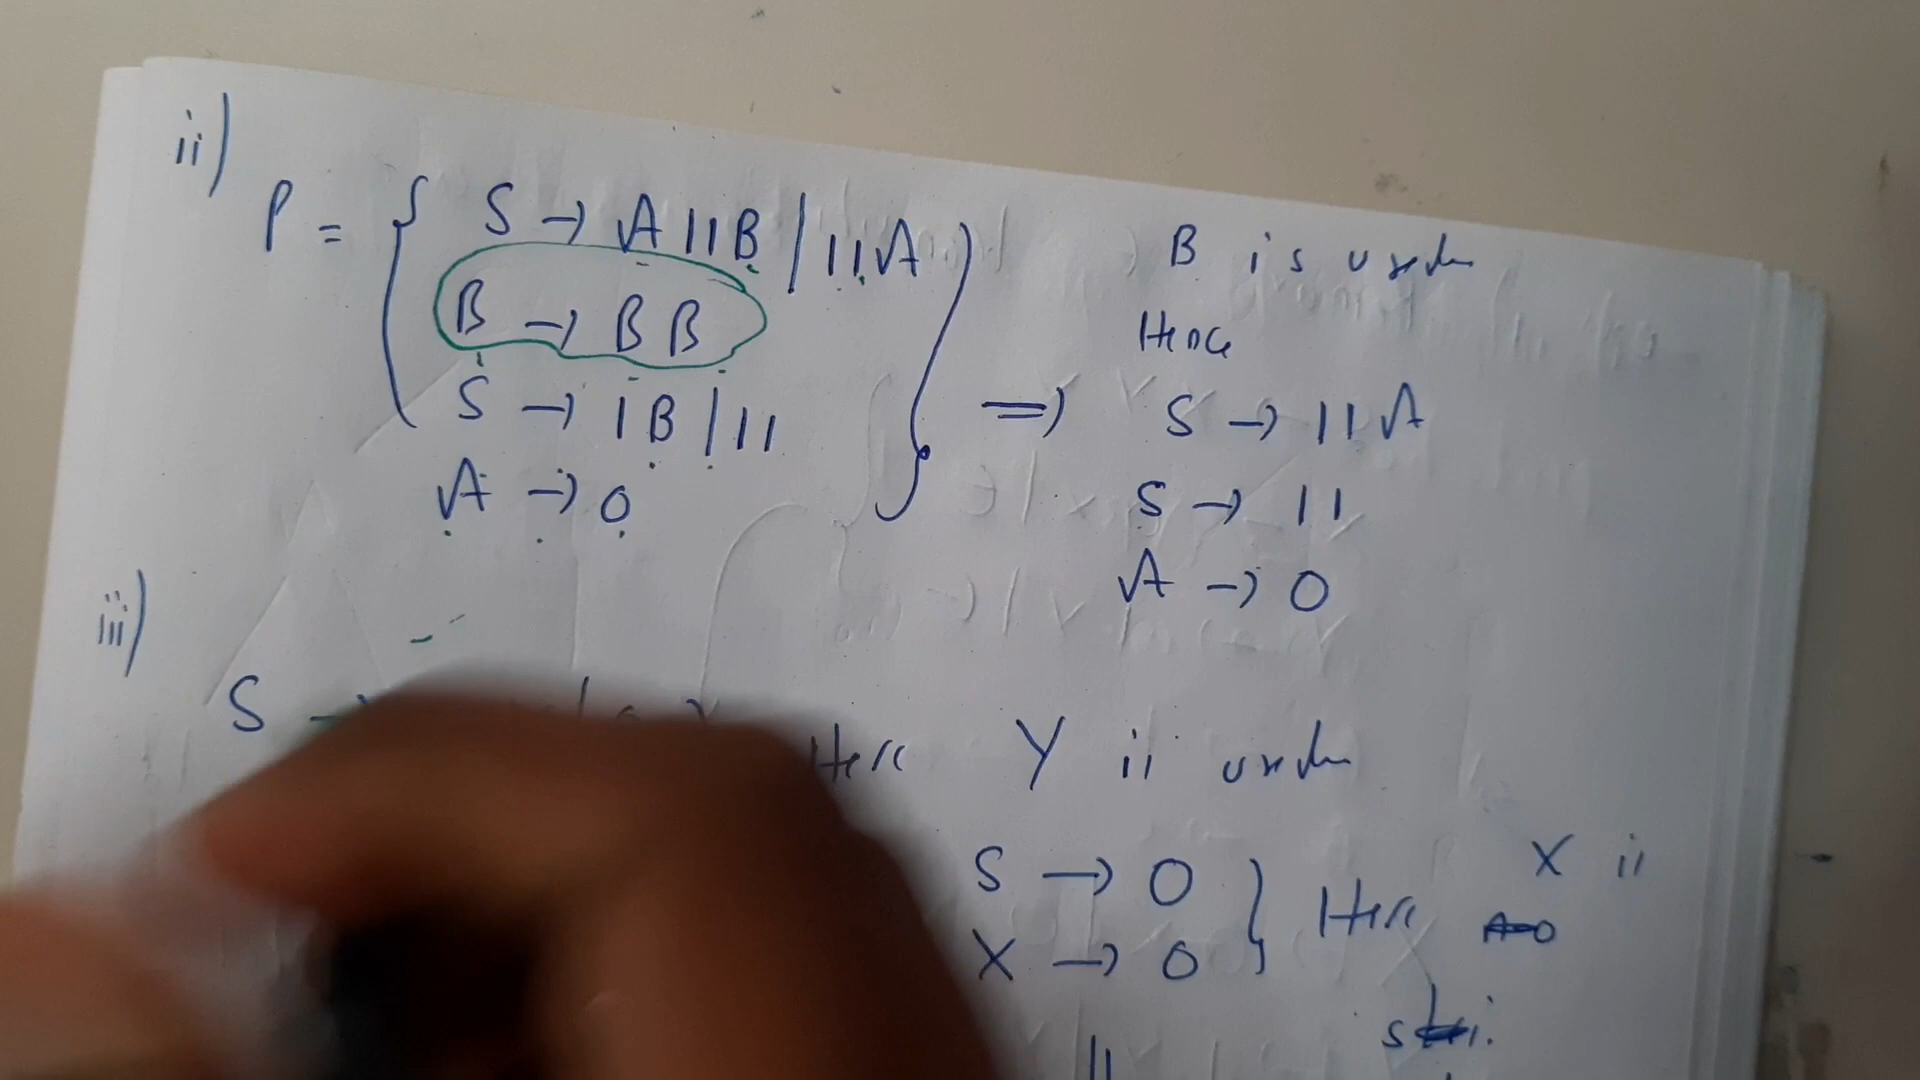 ii)
P = { S → A11B / 11A
B → BB
S → 1B / 11
A → 0 }
B is useless
Hence
⇒ S → 11A
S → 11
A → 0
iii)
S →
Here Y is useless
S → 0
X → 0 } Here X is